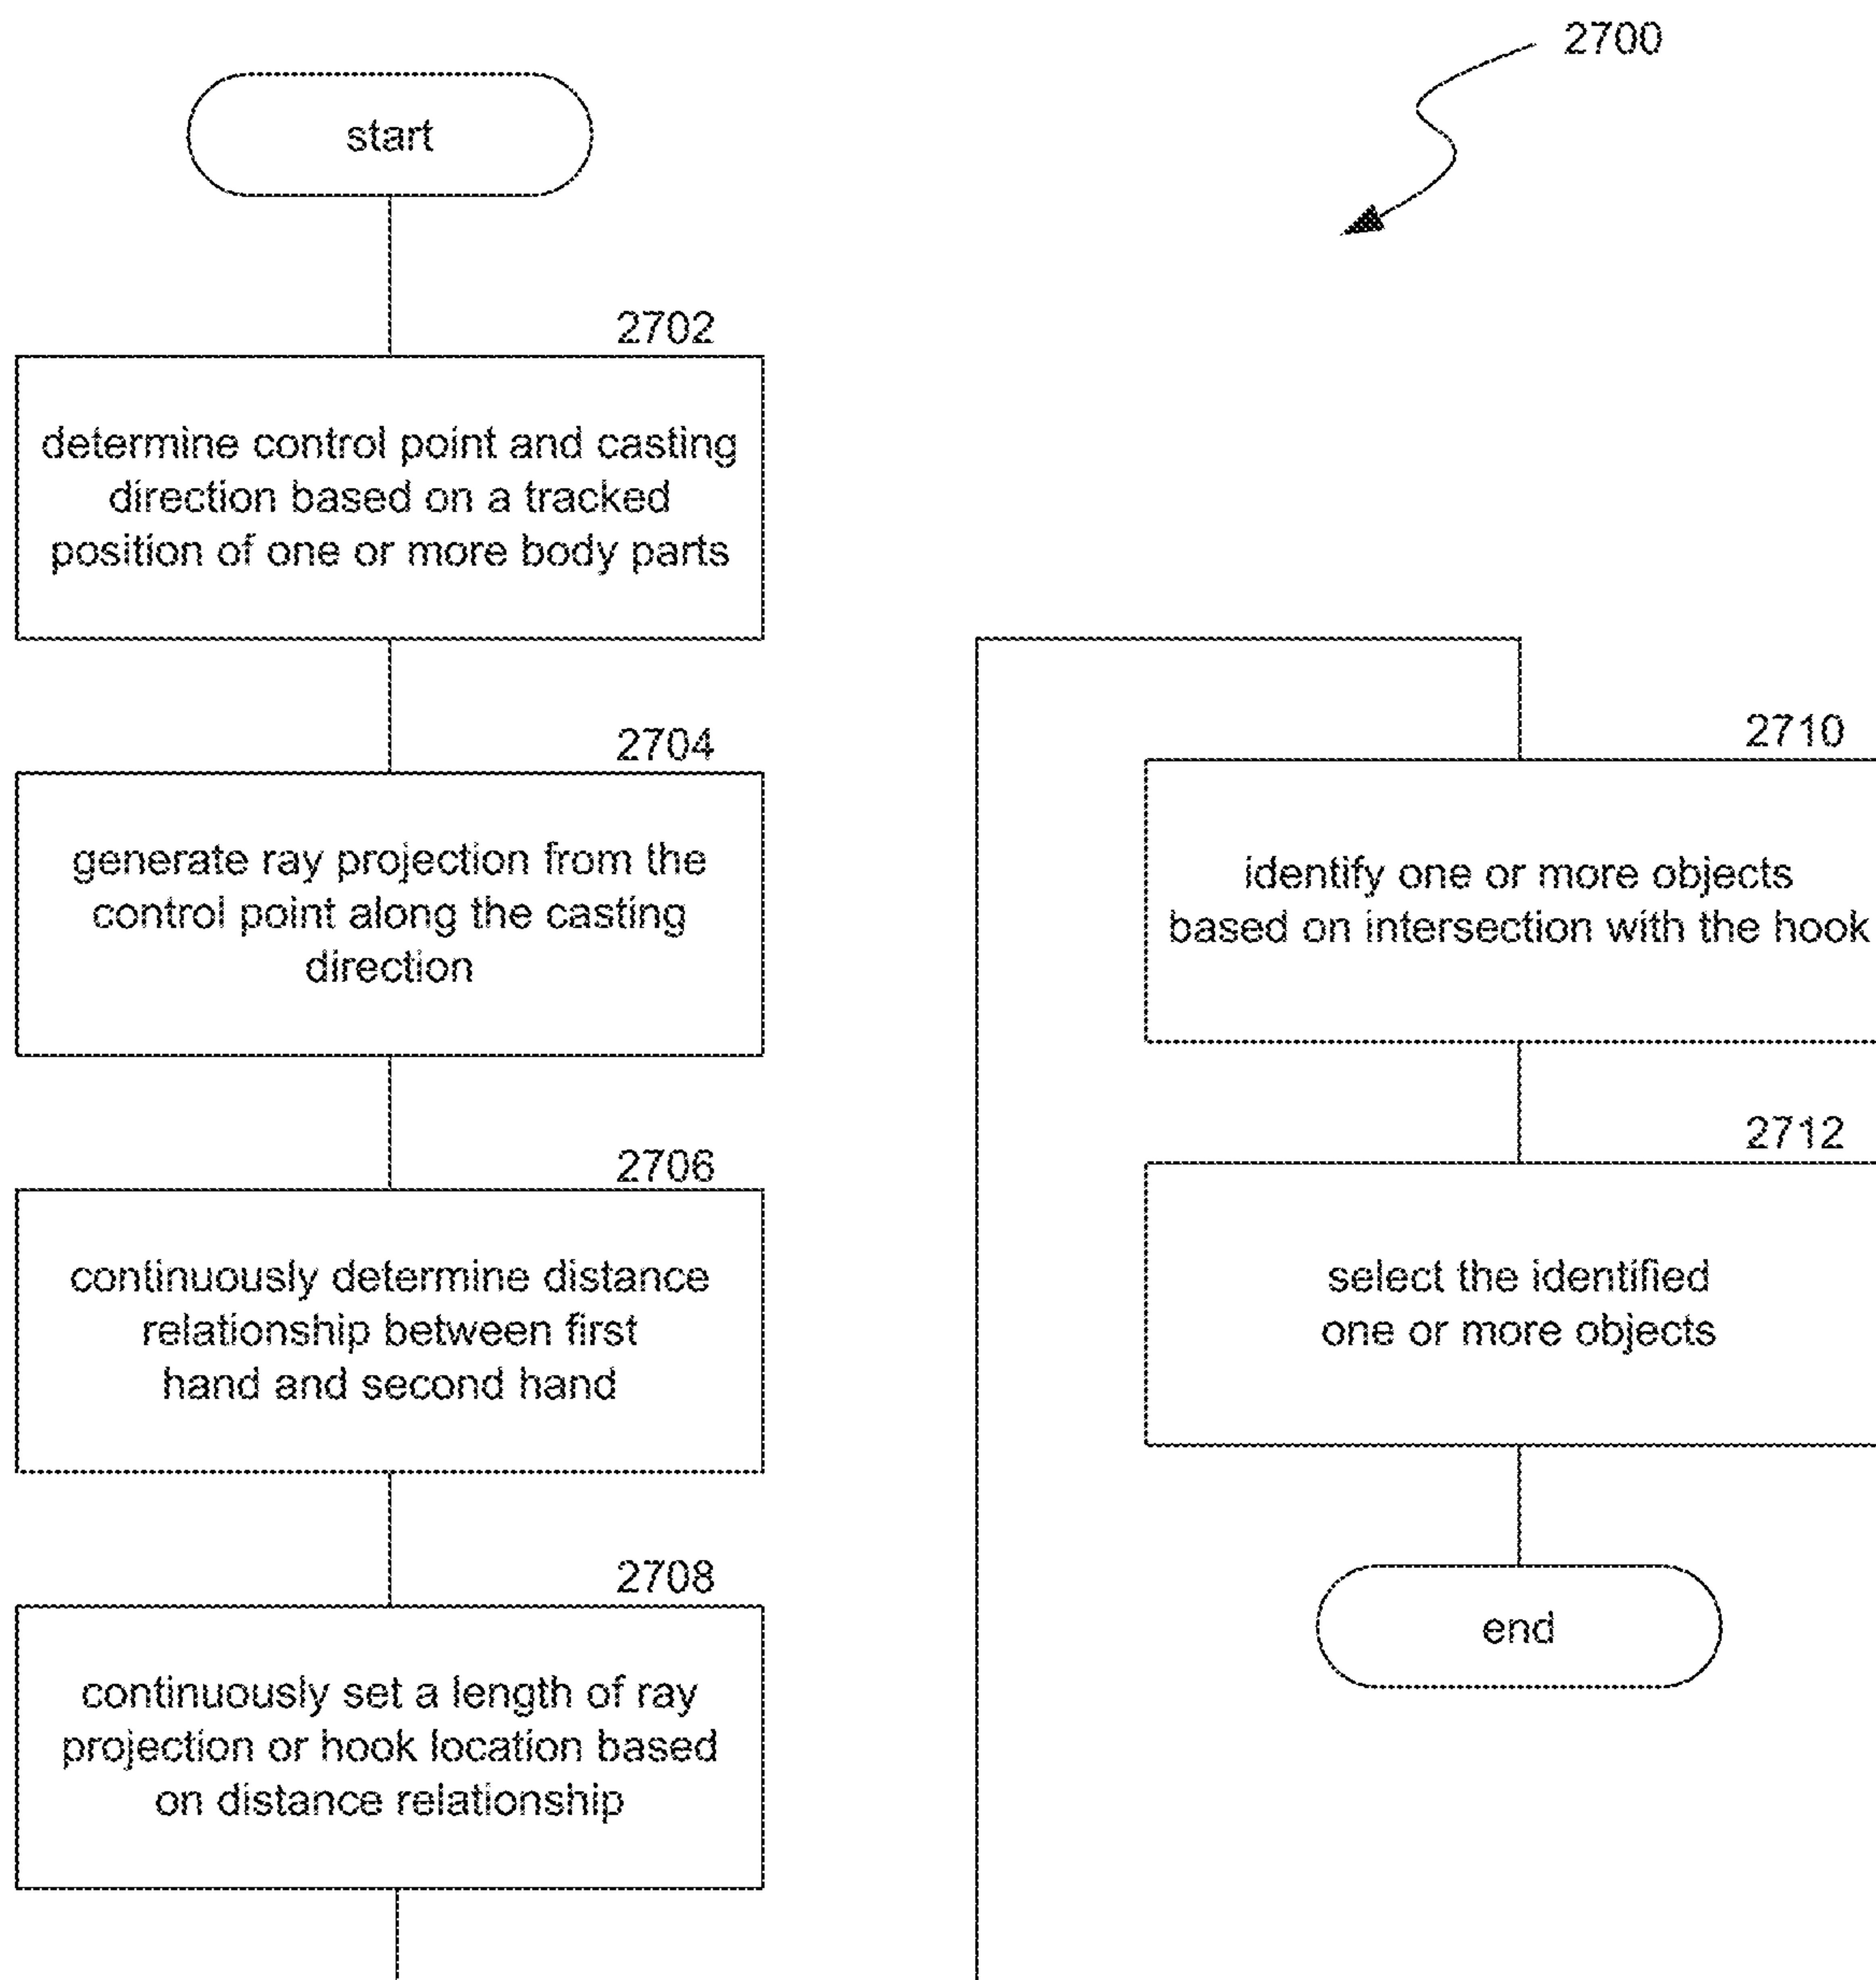 2700
start
2702
determine control point and casting
direction based on a tracked
position of one or more body parts
2704
generate ray projection from the
control point along the casting
direction
2706
continuously determine distance
relationship between first
hand and second hand
2708
continuously set a length of ray
projection or hook location based
on distance relationship
2710
identify one or more objects
based on intersection with the hook
2712
select the identified
one or more objects
end